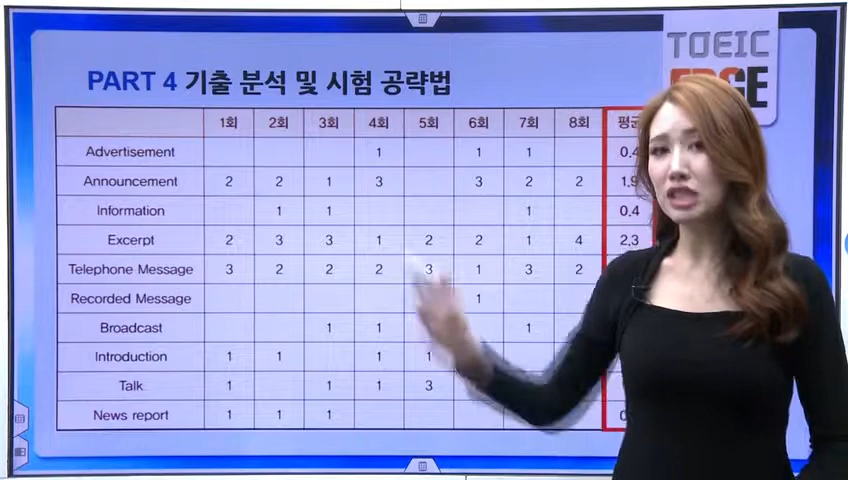 TOEIC
EDGE
PART 4 기출 분석 및 시험 공략법
1회 2회 3회 4회 5회 6회 7회 8회 평균
Advertisement 1 1 1 0.4
Announcement 2 2 1 3 3 2 2 1.9
Information 1 1 1 0.4
Excerpt 2 3 3 1 2 2 1 4 2.3
Telephone Message 3 2 2 2 3 1 3 2
Recorded Message 1
Broadcast 1 1 1
Introduction 1 1 1 1
Talk 1 1 1 3
News report 1 1 1